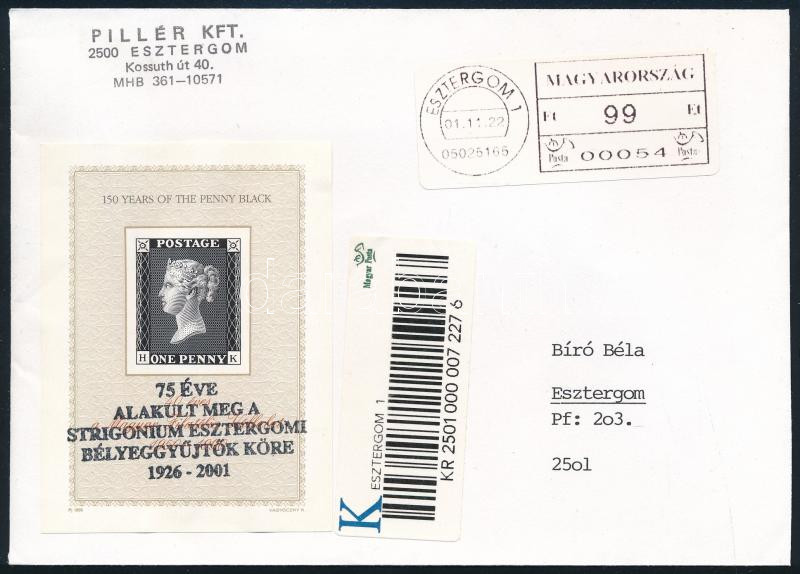 PILLÉR KFT.
2500 ESZTERGOM
Kossuth út 40.
MHB 361—10571
ESZTERGOM 1
01.11.22
05025165
MAGYARORSZÁG
Ft 99 Ft
Posta 00054 Posta
150 YEARS OF THE PENNY BLACK
POSTAGE
H ONE PENNY K
75 ÉVE
ALAKULT MEG A
STRIGONIUM ESZTERGOMI
BÉLYEGGYŰJTŐK KÖRE
1926 - 2001
VAGYÓCZKY K.
Magyar Posta
K
ESZTERGOM 1
KR 2501 000 007 227 6
Bíró Béla
Esztergom
Pf: 2o3.
25ol